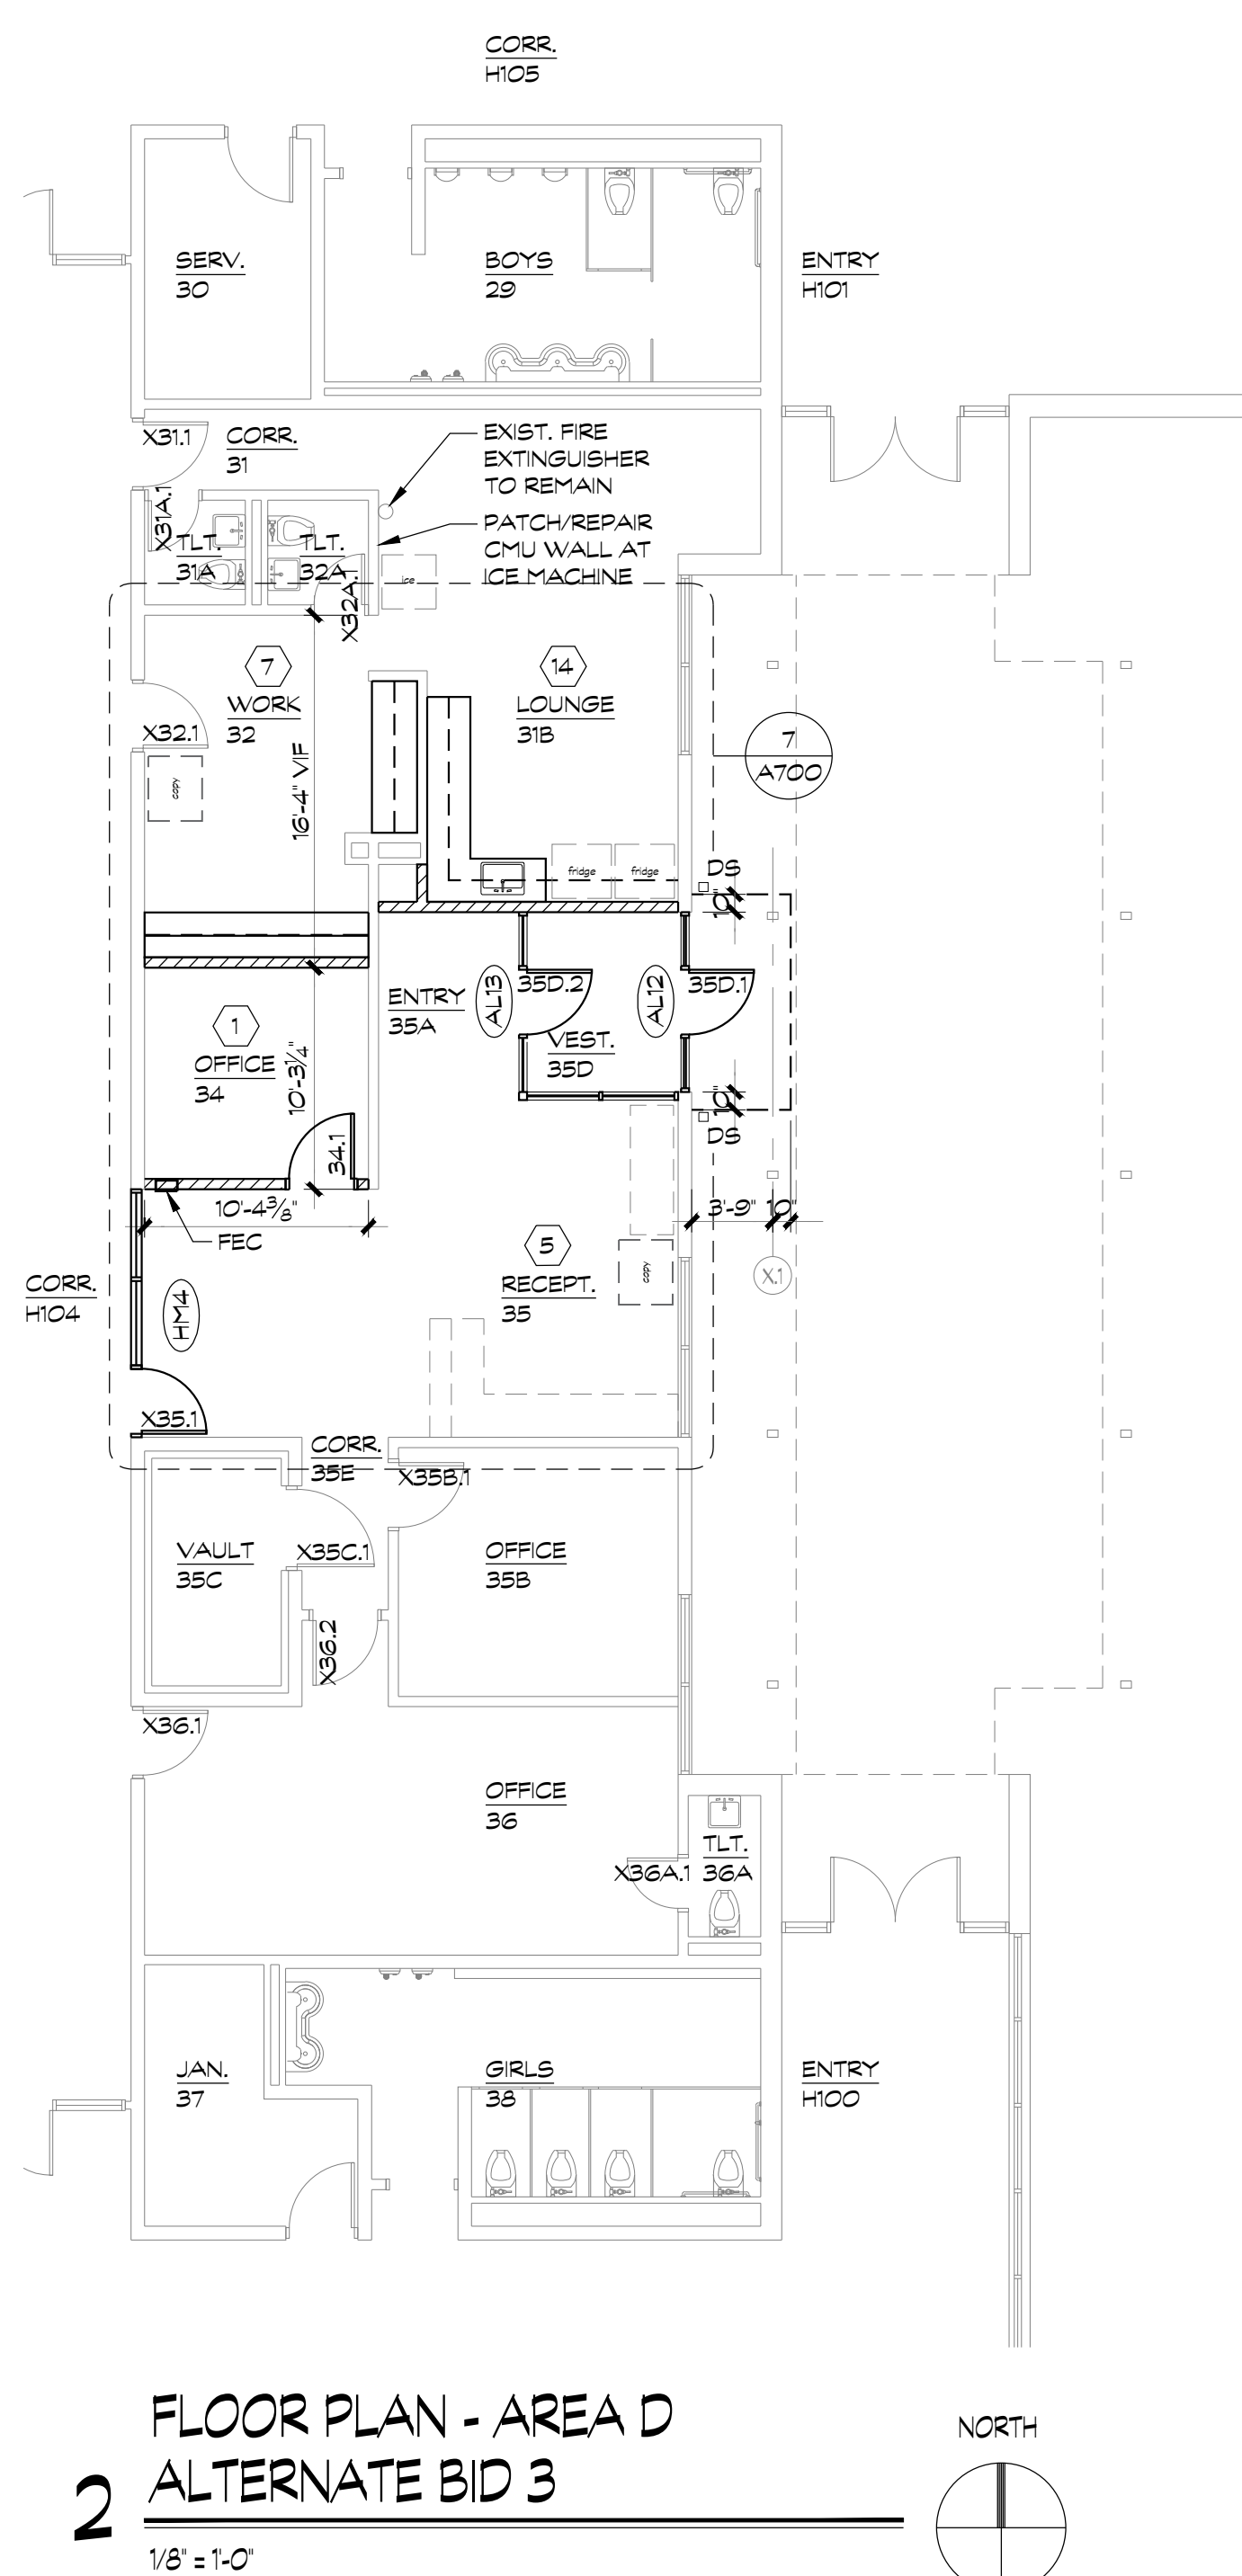 CORR.
H105
SERV.
30
BOYS
29
ENTRY
H101
X31.1
CORR.
31
EXIST. FIRE
EXTINGUISHER
TO REMAIN
X31A.1
TLT.
31A
TLT.
32A
X32A.1
PATCH/REPAIR
CMU WALL AT
ICE MACHINE
ice
7
WORK
32
14
LOUNGE
31B
X32.1
copy
16'-4" VIF
7
A700
fridge
fridge
DS
10"
ENTRY
35A
AL13
35D.2
AL12
35D.1
VEST.
35D
1
OFFICE
34
10'-3¼"
34.1
10"
DS
10'-4⅜"
FEC
3'-9"
10"
X.1
5
RECEPT.
35
copy
CORR.
H104
HM4
X35.1
CORR.
35E
X35B.1
VAULT
35C
X35C.1
OFFICE
35B
X36.2
X36.1
OFFICE
36
X36A.1
TLT.
36A
JAN.
37
GIRLS
38
ENTRY
H100
FLOOR PLAN - AREA D
ALTERNATE BID 3
2
1/8" = 1'-0"
NORTH